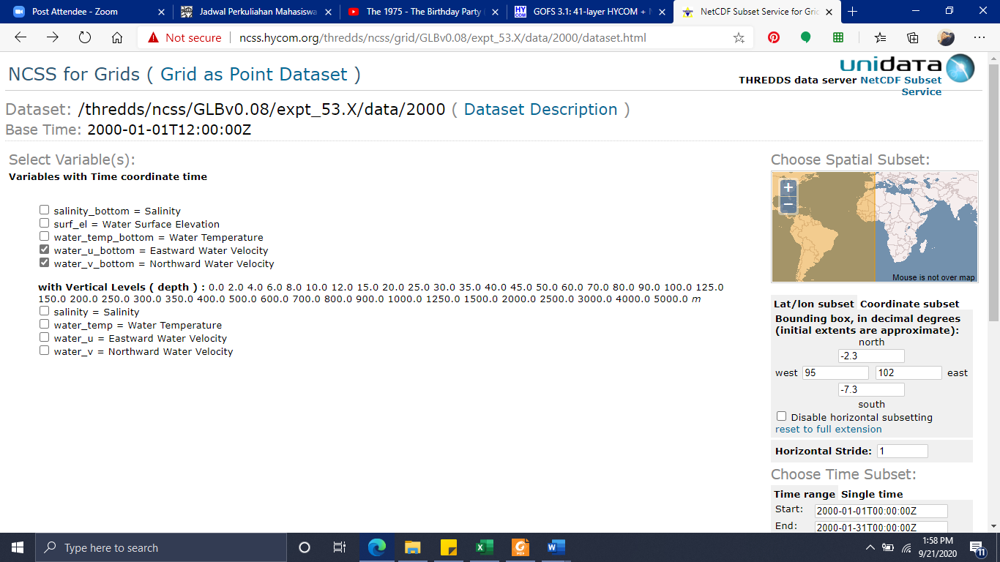 Post Attendee - Zoom
Jadwal Perkuliahan Mahasiswa
The 1975 - The Birthday Party
HY COM
GOFS 3.1: 41-layer HYCOM +
NetCDF Subset Service for Gri
Not secure
ncss.hycom.org/thredds/ncss/grid/GLBv0.08/expt_53.X/data/2000/dataset.html
NCSS for Grids ( Grid as Point Dataset )
unidata
THREDDS data server NetCDF Subset
Service
Dataset: /thredds/ncss/GLBv0.08/expt_53.X/data/2000 ( Dataset Description )
Base Time: 2000-01-01T12:00:00Z
Select Variable(s):
Variables with Time coordinate time
salinity_bottom = Salinity
surf_el = Water Surface Elevation
water_temp_bottom = Water Temperature
water_u_bottom = Eastward Water Velocity
water_v_bottom = Northward Water Velocity
with Vertical Levels ( depth ) : 0.0 2.0 4.0 6.0 8.0 10.0 12.0 15.0 20.0 25.0 30.0 35.0 40.0 45.0 50.0 60.0 70.0 80.0 90.0 100.0 125.0
150.0 200.0 250.0 300.0 350.0 400.0 500.0 600.0 700.0 800.0 900.0 1000.0 1250.0 1500.0 2000.0 2500.0 3000.0 4000.0 5000.0 m
salinity = Salinity
water_temp = Water Temperature
water_u = Eastward Water Velocity
water_v = Northward Water Velocity
Choose Spatial Subset:
+
−
Mouse is not over map
Lat/lon subset Coordinate subset
Bounding box, in decimal degrees
(initial extents are approximate):
north
-2.3
west 95 102 east
-7.3
south
Disable horizontal subsetting
reset to full extension
Horizontal Stride: 1
Choose Time Subset:
Time range Single time
Start: 2000-01-01T00:00:00Z
End: 2000-01-31T00:00:00Z
Type here to search
PDF
1:58 PM
9/21/2020
11